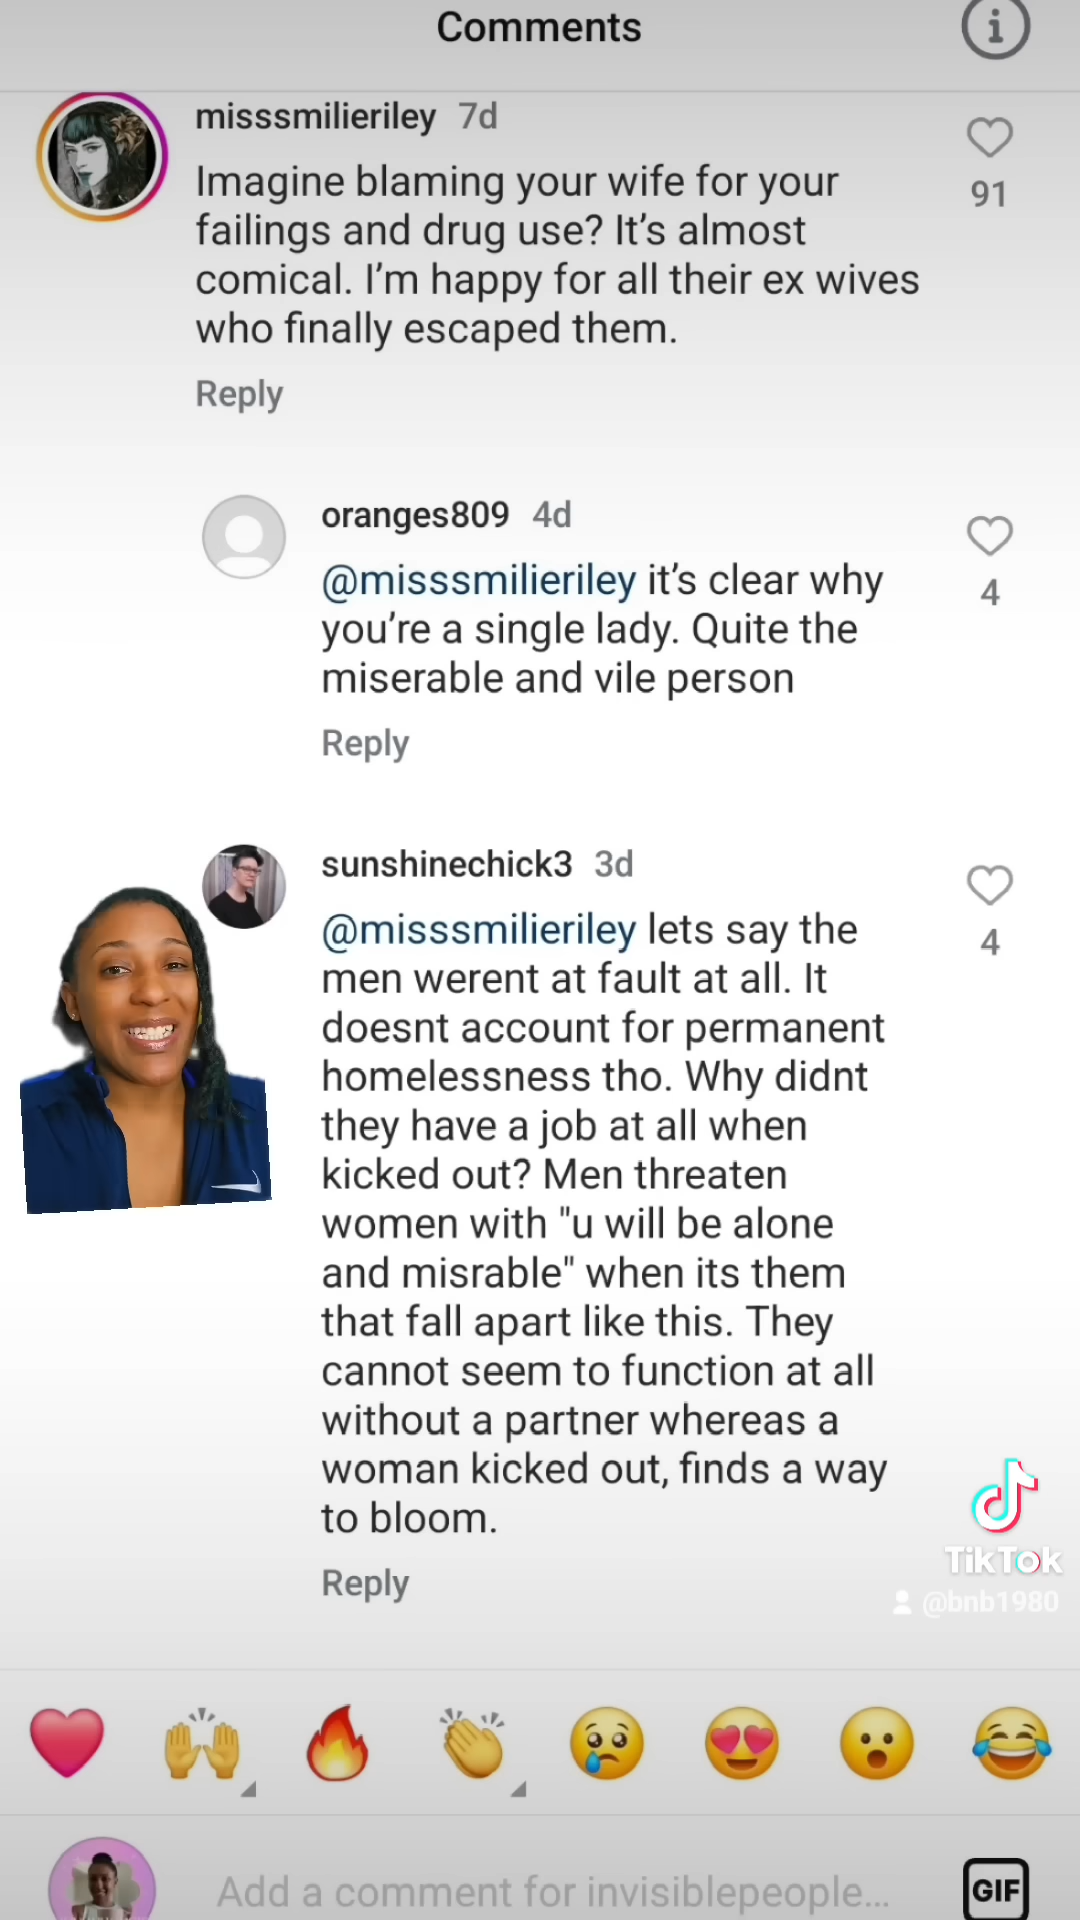 Comments
misssmilieriley 7d
Imagine blaming your wife for your
failings and drug use? It’s almost
comical. I’m happy for all their ex wives
who finally escaped them.
91
Reply
oranges809 4d
@misssmilieriley it’s clear why
you’re a single lady. Quite the
miserable and vile person
4
Reply
sunshinechick3 3d
@misssmilieriley lets say the
men werent at fault at all. It
doesnt account for permanent
homelessness tho. Why didnt
they have a job at all when
kicked out? Men threaten
women with "u will be alone
and misrable" when its them
that fall apart like this. They
cannot seem to function at all
without a partner whereas a
woman kicked out, finds a way
to bloom.
4
Reply
TikTok
@bnb1980
Add a comment for invisiblepeople...
GIF